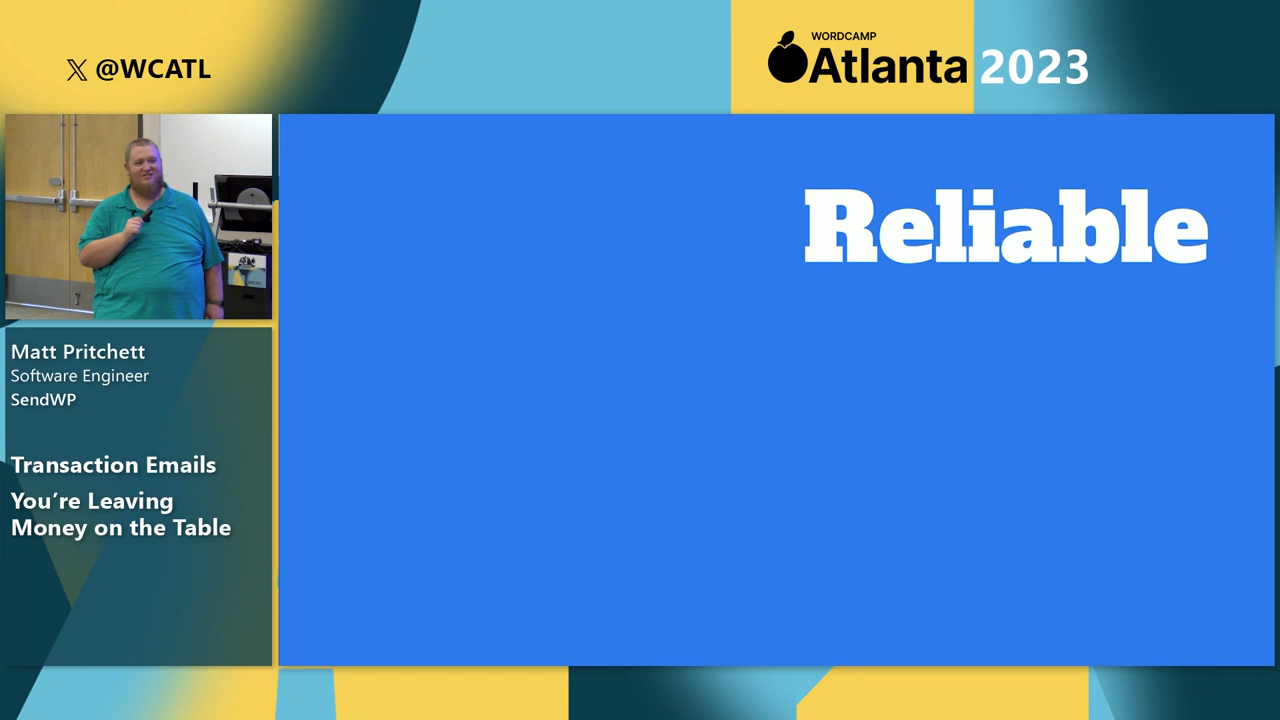 𝕏 @WCATL
WORDCAMP
Atlanta 2023
Reliable
Matt Pritchett
Software Engineer
SendWP
Transaction Emails
You’re Leaving
Money on the Table